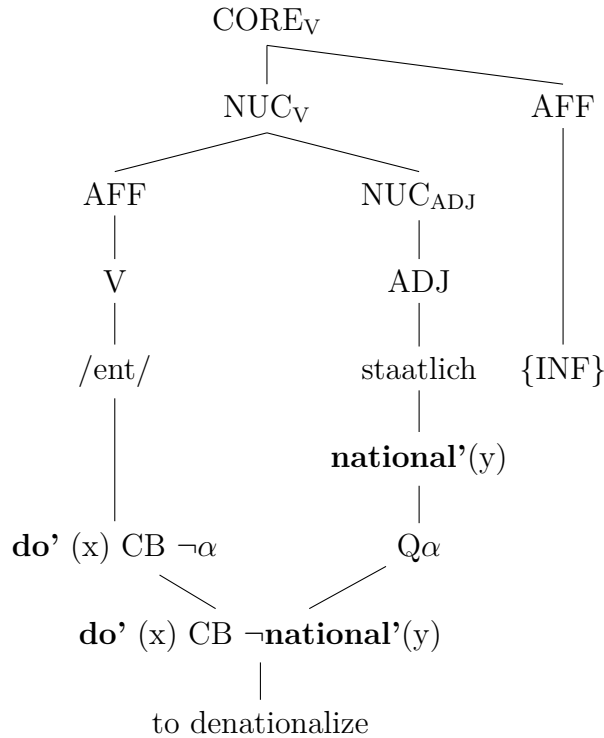 CORE_V
NUC_V AFF
AFF NUC_ADJ
V ADJ
/ent/ staatlich {INF}
national’(y)
do’ (x) CB ¬α Qα
do’ (x) CB ¬national’(y)
to denationalize